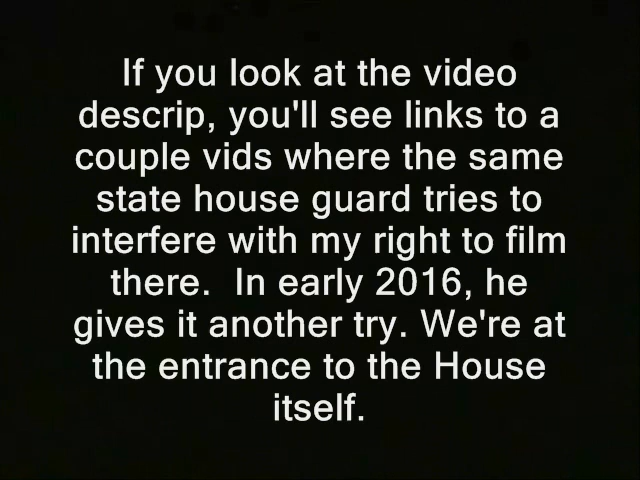 If you look at the video
descrip, you'll see links to a
couple vids where the same
state house guard tries to
interfere with my right to film
there.  In early 2016, he
gives it another try. We're at
the entrance to the House
itself.